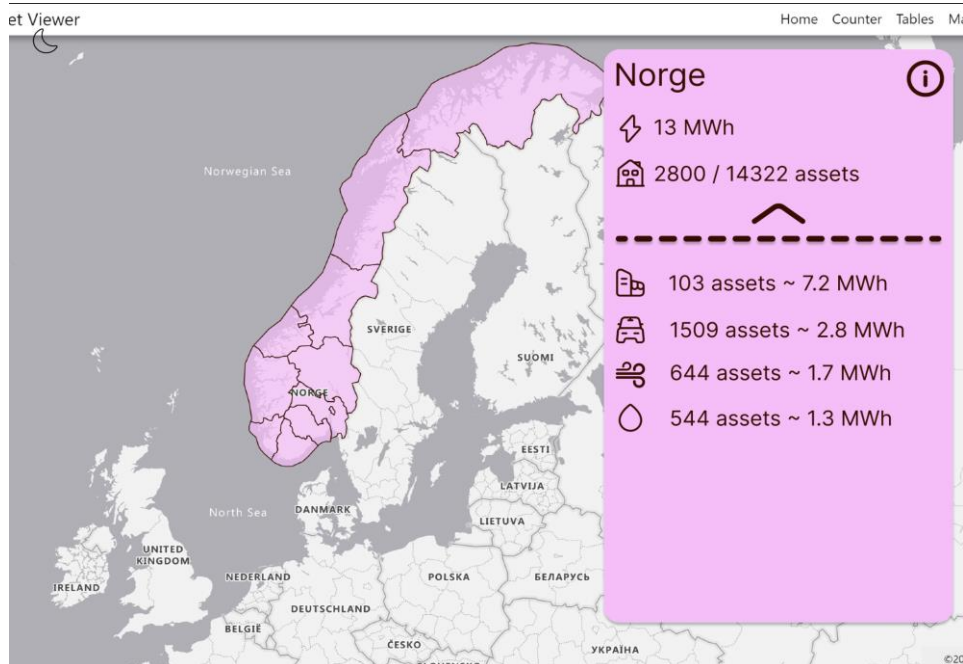 et Viewer
Home Counter Tables Ma
Norge
13 MWh
2800 / 14322 assets
103 assets ~ 7.2 MWh
1509 assets ~ 2.8 MWh
644 assets ~ 1.7 MWh
544 assets ~ 1.3 MWh
Norwegian Sea
SVERIGE
SUOMI
NORGE
EESTI
LATVIJA
North Sea
DANMARK
LIETUVA
UNITED
KINGDOM
IRELAND
NEDERLAND
POLSKA
БЕЛАРУСЬ
DEUTSCHLAND
BELGIË
ČESKO
УКРАЇНА
©20